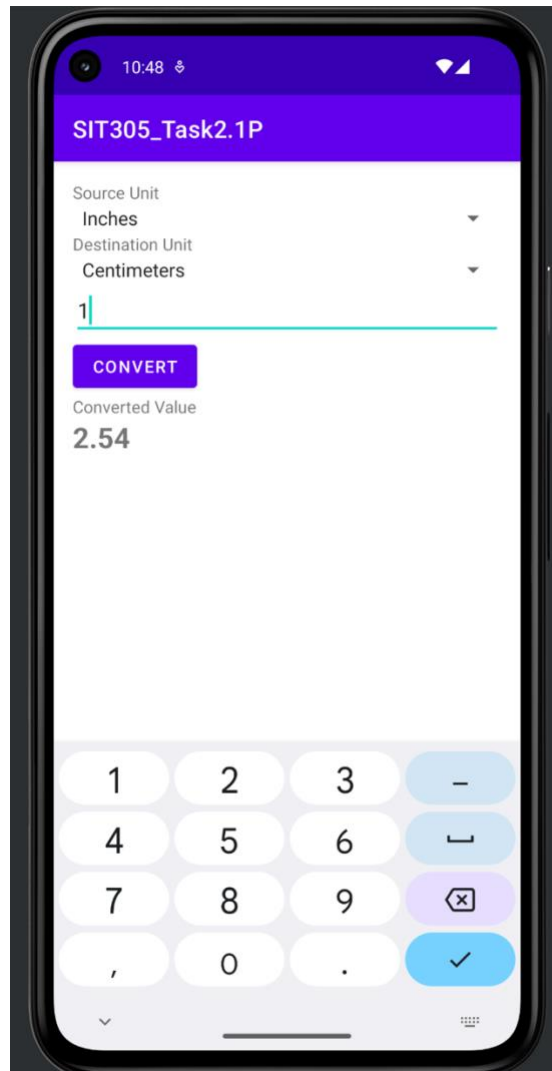 10:48
SIT305_Task2.1P
Source Unit
Inches
Destination Unit
Centimeters
1
CONVERT
Converted Value
2.54
1 2 3 –
4 5 6
7 8 9
, 0 .